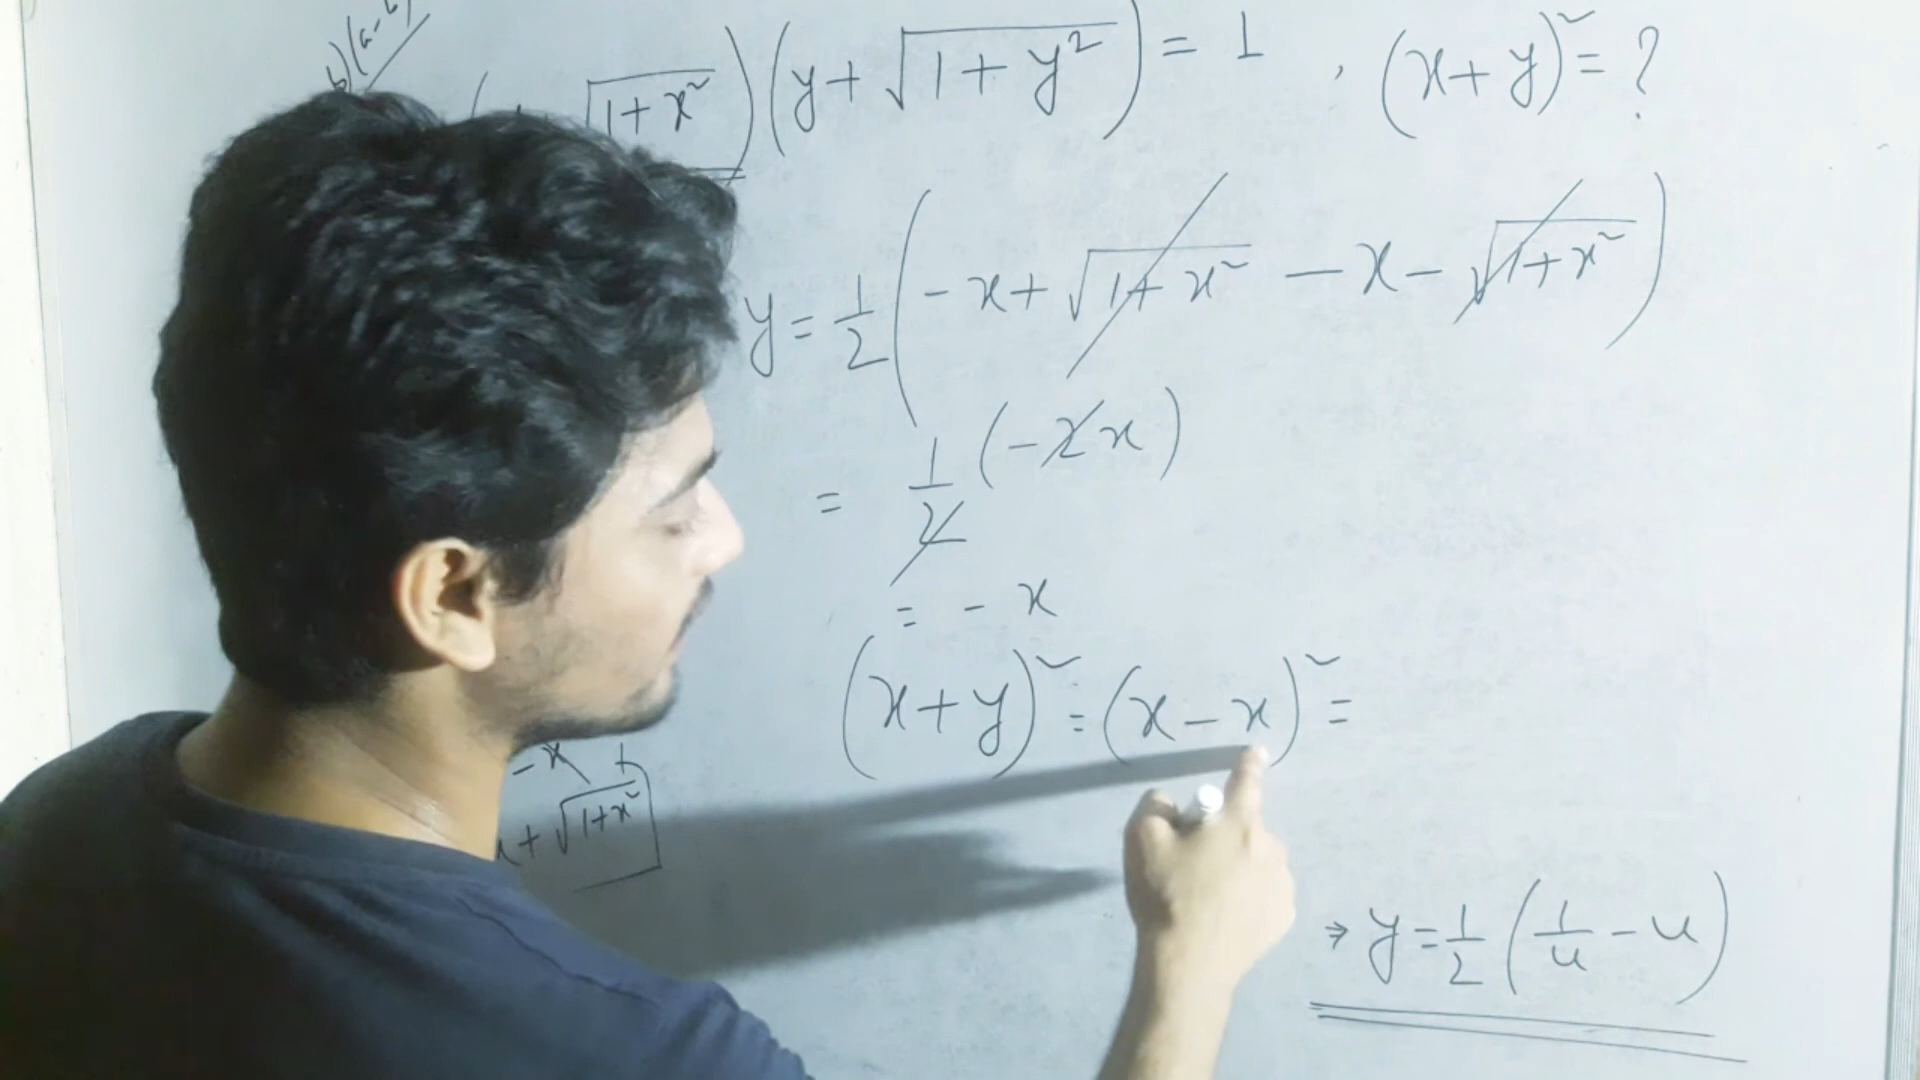 b)(a-b)
√(1+x²))(y+√(1+y²)) = 1 , (x+y)² = ?
y = 1/2 (-x+√(1+x²) - x - √(1+x²))
= 1/2 (-2x)
= - x
(x+y)² = (x-x)² =
-x 1
+ √(1+x²)
⇒ y = 1/2 (1/u - u)